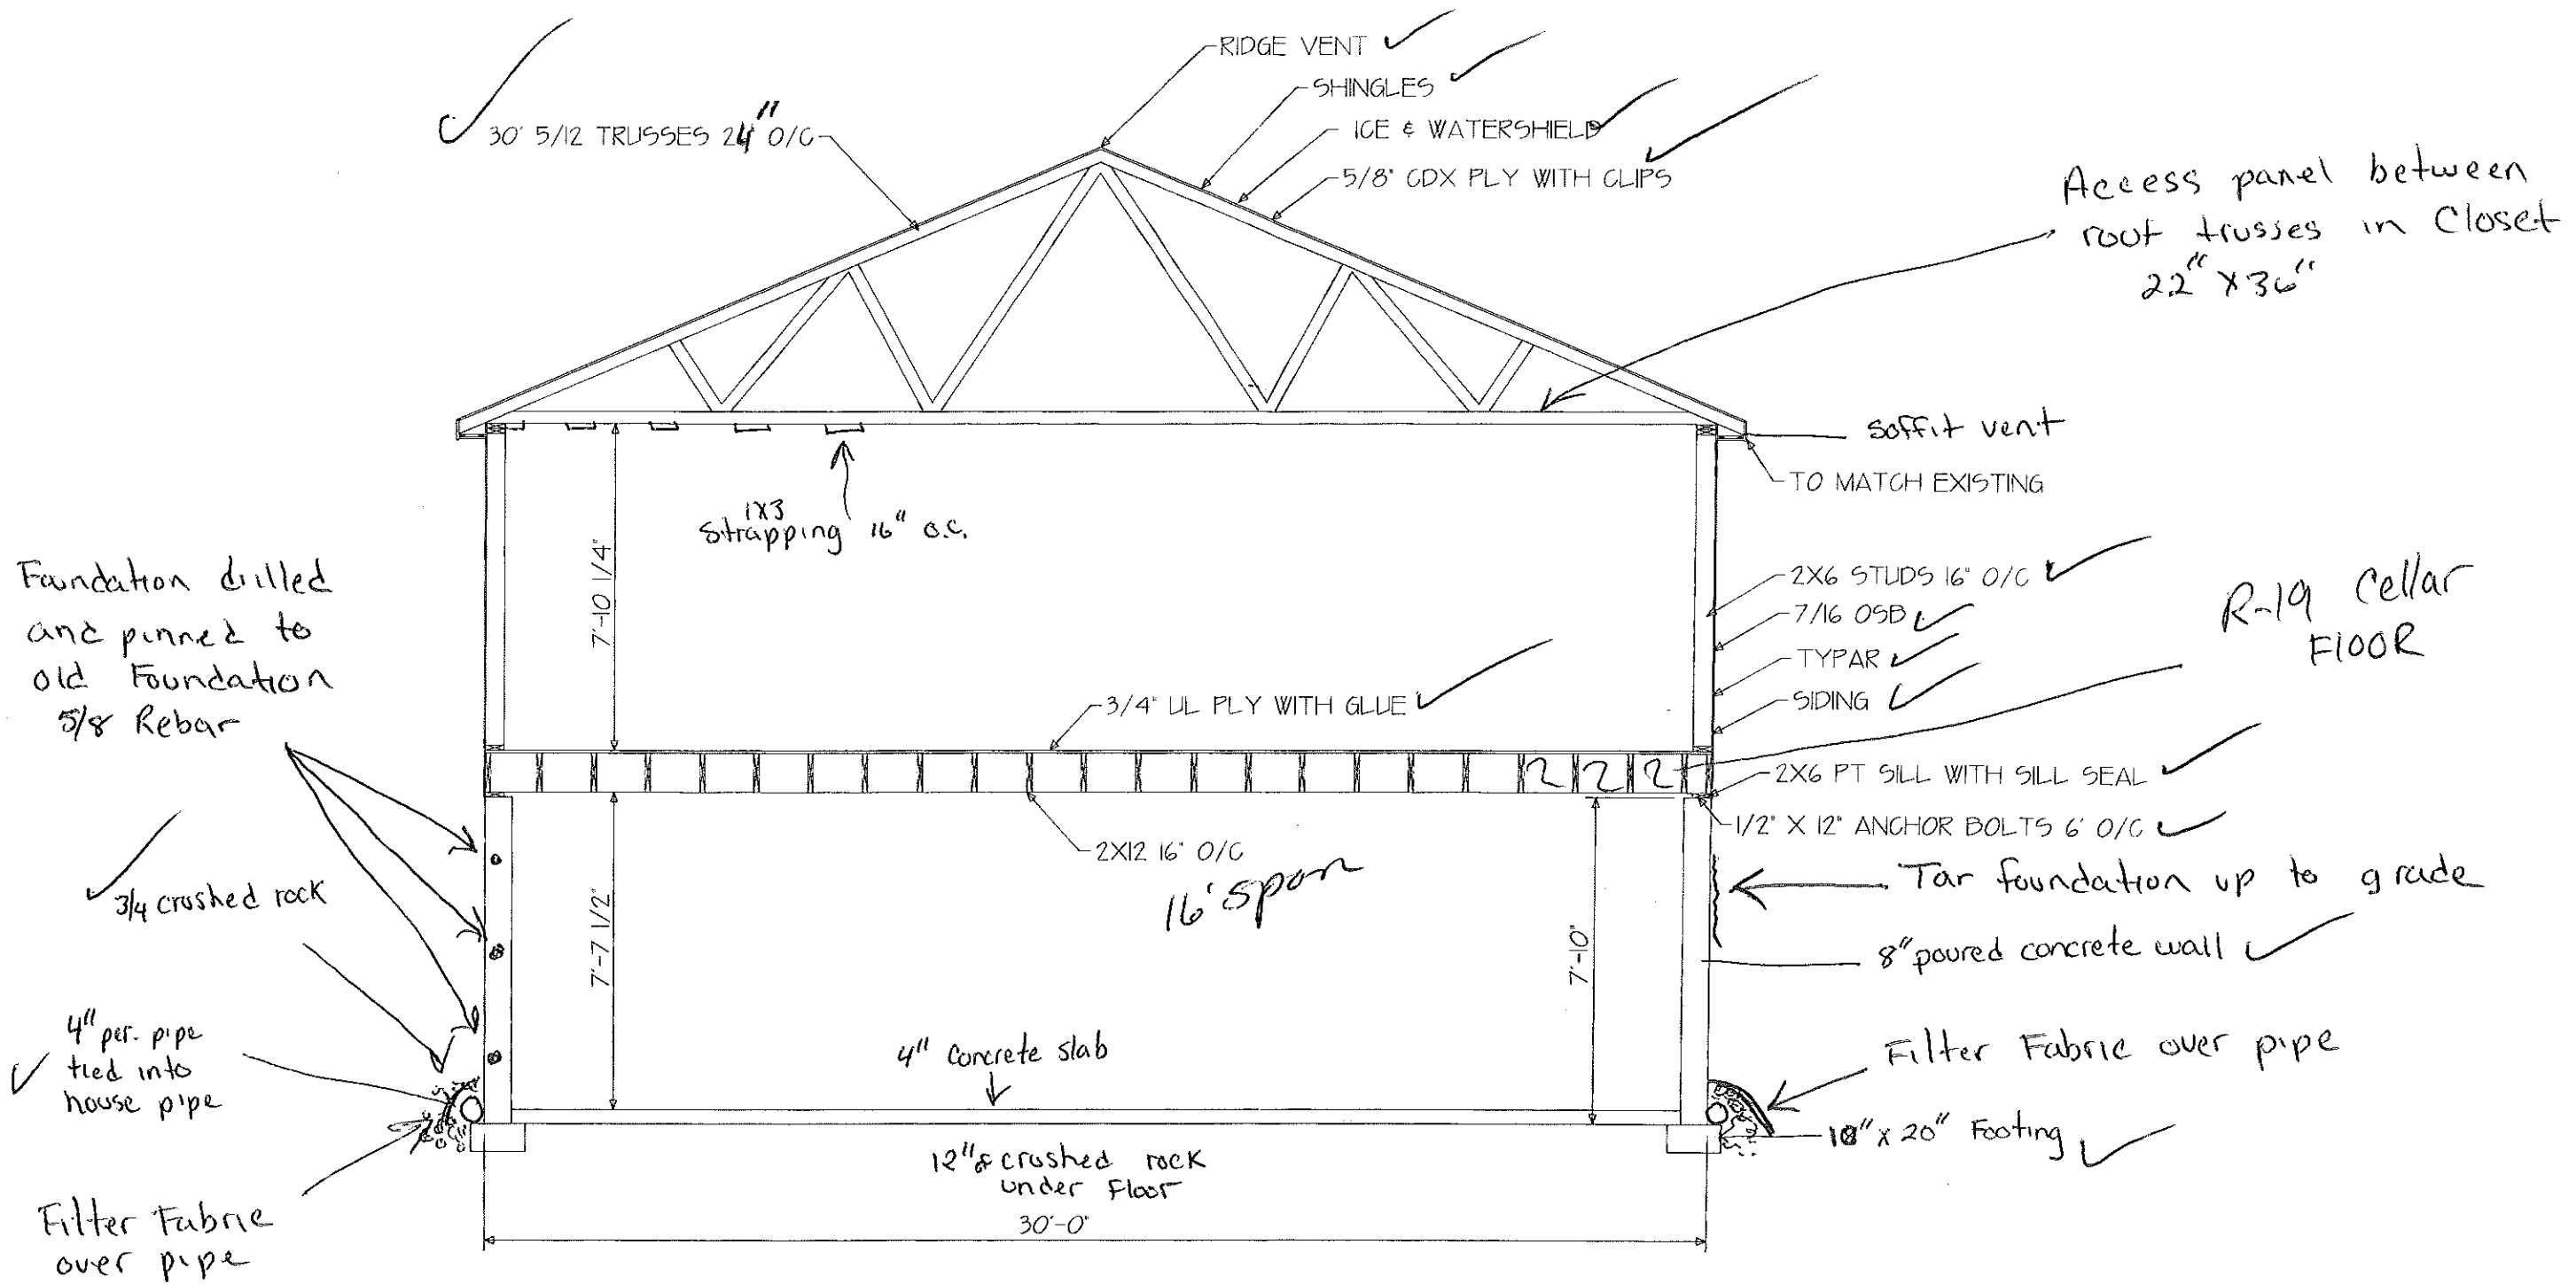 RIDGE VENT
SHINGLES
ICE & WATERSHIELD
5/8" CDX PLY WITH CLIPS
30' 5/12 TRUSSES 24" O/C
Access panel between
roof trusses in Closet
22" X 36"
soffit vent
TO MATCH EXISTING
1X3
Strapping 16" o.c.
7'-10 1/4"
Foundation drilled
and pinned to
old Foundation
5/8 Rebar
2X6 STUDS 16" O/C
7/16 OSB
TYPAR
SIDING
R-19 Cellar
FlOOR
3/4" UL PLY WITH GLUE
2X6 PT SILL WITH SILL SEAL
1/2" X 12" ANCHOR BOLTS 6' O/C
2X12 16" O/C
16' Span
Tar foundation up to grade
8" poured concrete wall
3/4 crushed rock
7'-7 1/2"
7'-10"
4" per. pipe
tied into
house pipe
4" Concrete slab
Filter Fabric over pipe
10" x 20" Footing
12" of crushed rock
under Floor
30'-0"
Filter Fabric
over pipe